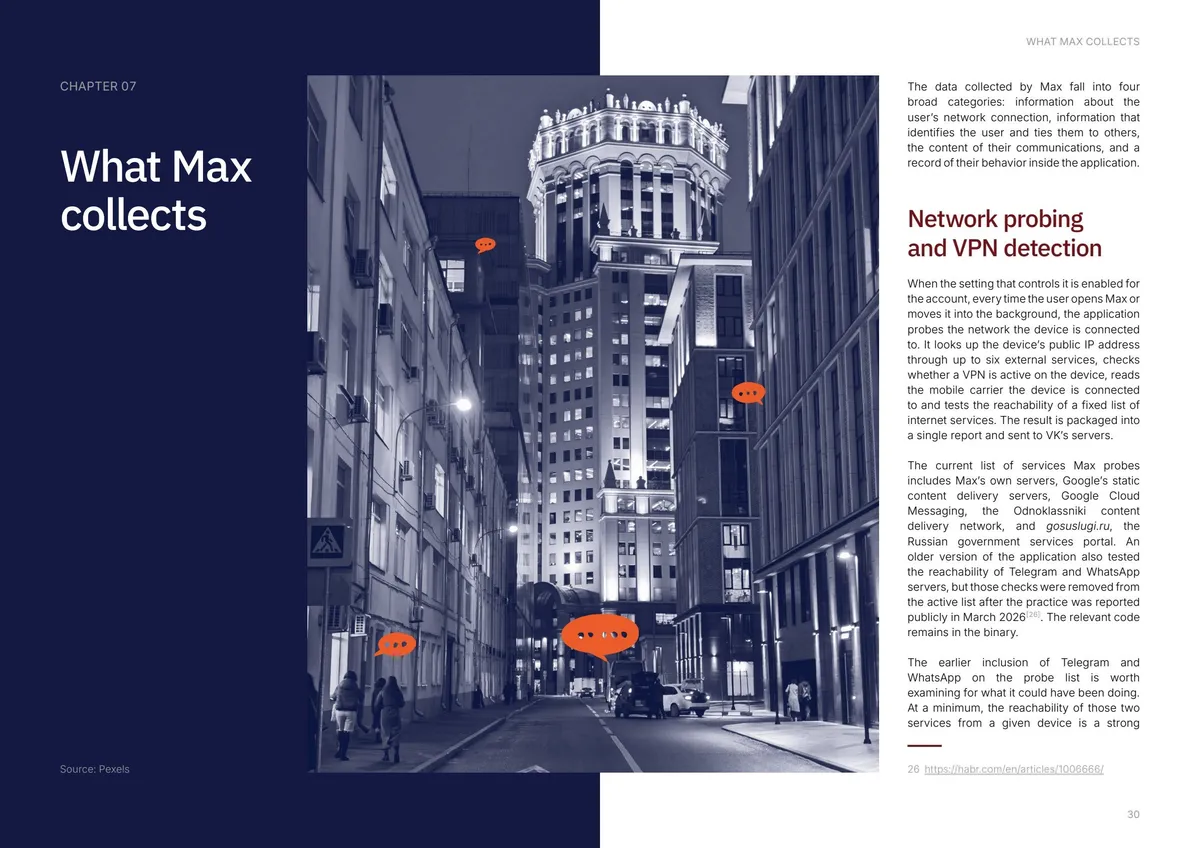 WHAT MAX COLLECTS
CHAPTER 07
What Max
collects
Source: Pexels
The data collected by Max fall into four
broad categories: information about the
user's network connection, information that
identifies the user and ties them to others,
the content of their communications, and a
record of their behavior inside the application.
Network probing
and VPN detection
When the setting that controls it is enabled for
the account, every time the user opens Max or
moves it into the background, the application
probes the network the device is connected
to. It looks up the device's public IP address
through up to six external services, checks
whether a VPN is active on the device, reads
the mobile carrier the device is connected
to and tests the reachability of a fixed list of
internet services. The result is packaged into
a single report and sent to VK's servers.
The current list of services Max probes
includes Max's own servers, Google's static
content delivery servers, Google Cloud
Messaging, the Odnoklassniki content
delivery network, and gosuslugi.ru, the
Russian government services portal. An
older version of the application also tested
the reachability of Telegram and WhatsApp
servers, but those checks were removed from
the active list after the practice was reported
publicly in March 2026[26]. The relevant code
remains in the binary.
The earlier inclusion of Telegram and
WhatsApp on the probe list is worth
examining for what it could have been doing.
At a minimum, the reachability of those two
services from a given device is a strong
26 https://habr.com/en/articles/1006666/
30